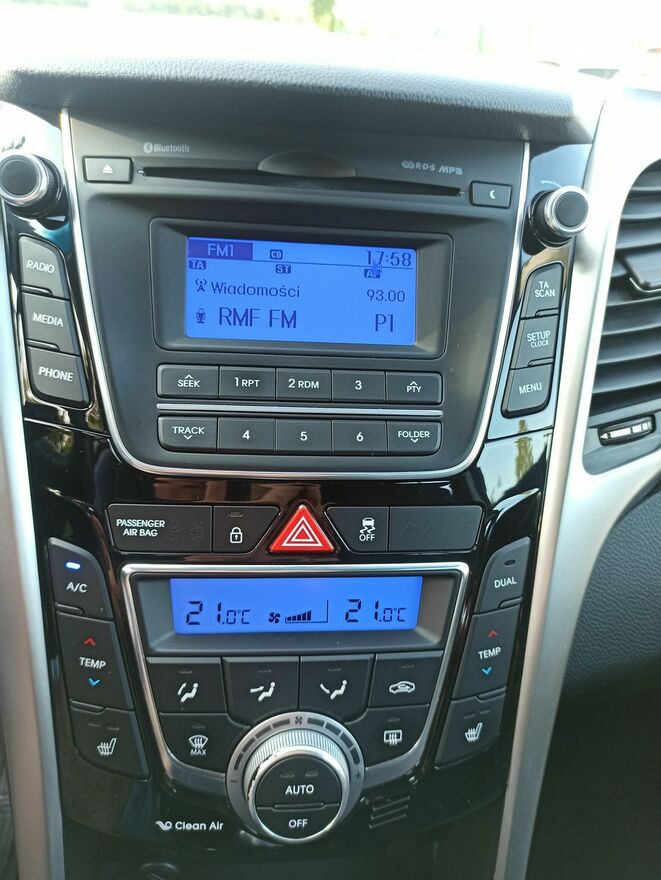 Bluetooth
R·D·S MP3
FM1 CD 17:58
TA ST AF
Wiadomości 93.00
RMF FM P1
RADIO
MEDIA
PHONE
TA
SCAN
SETUP
CLOCK
MENU
SEEK 1 RPT 2 RDM 3 PTY
TRACK 4 5 6 FOLDER
PASSENGER
AIR BAG
OFF
A/C
DUAL
21.0°C 21.0°C
TEMP
TEMP
MAX
AUTO
OFF
Clean Air